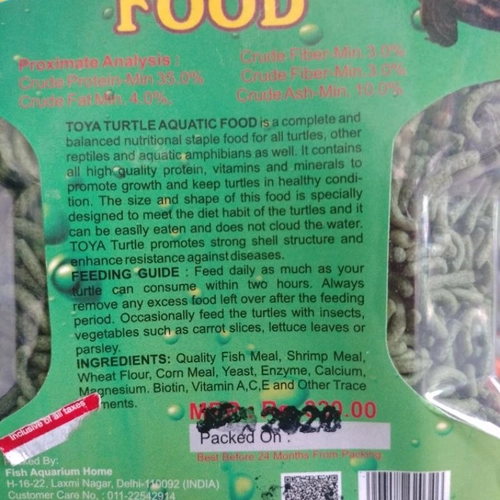 FOOD
Proximate Analysis :
Crude Protein-Min 35.0%
Crude Fat Min. 4.0%.
Crude Fiber-Min. 3.0%
Crude Fiber-Min. 3.0%
Crude Ash-Min. 10.0%
TOYA TURTLE AQUATIC FOOD is a complete and
balanced nutritional staple food for all turtles, other
reptiles and aquatic amphibians as well. It contains
all high quality protein, vitamins and minerals to
promote growth and keep turtles in healthy condi-
tion. The size and shape of this food is specially
designed to meet the diet habit of the turtles and it
can be easily eaten and does not cloud the water.
TOYA Turtle promotes strong shell structure and
enhance resistance against diseases.
FEEDING GUIDE : Feed daily as much as your
turtle can consume within two hours. Always
remove any excess food left over after the feeding
period. Occasionally feed the turtles with insects,
vegetables such as carrot slices, lettuce leaves or
parsley.
INGREDIENTS: Quality Fish Meal, Shrimp Meal,
Wheat Flour, Corn Meal, Yeast, Enzyme, Calcium,
Magnesium. Biotin, Vitamin A,C,E and Other Trace
ments.
inclusive of all taxes
Packed On :
Best Before 24 Months From Packing
ed By:
Fish Aquarium Home
H-16-22, Laxmi Nagar, Delhi-110092 (INDIA)
Customer Care No, : 011-22542914